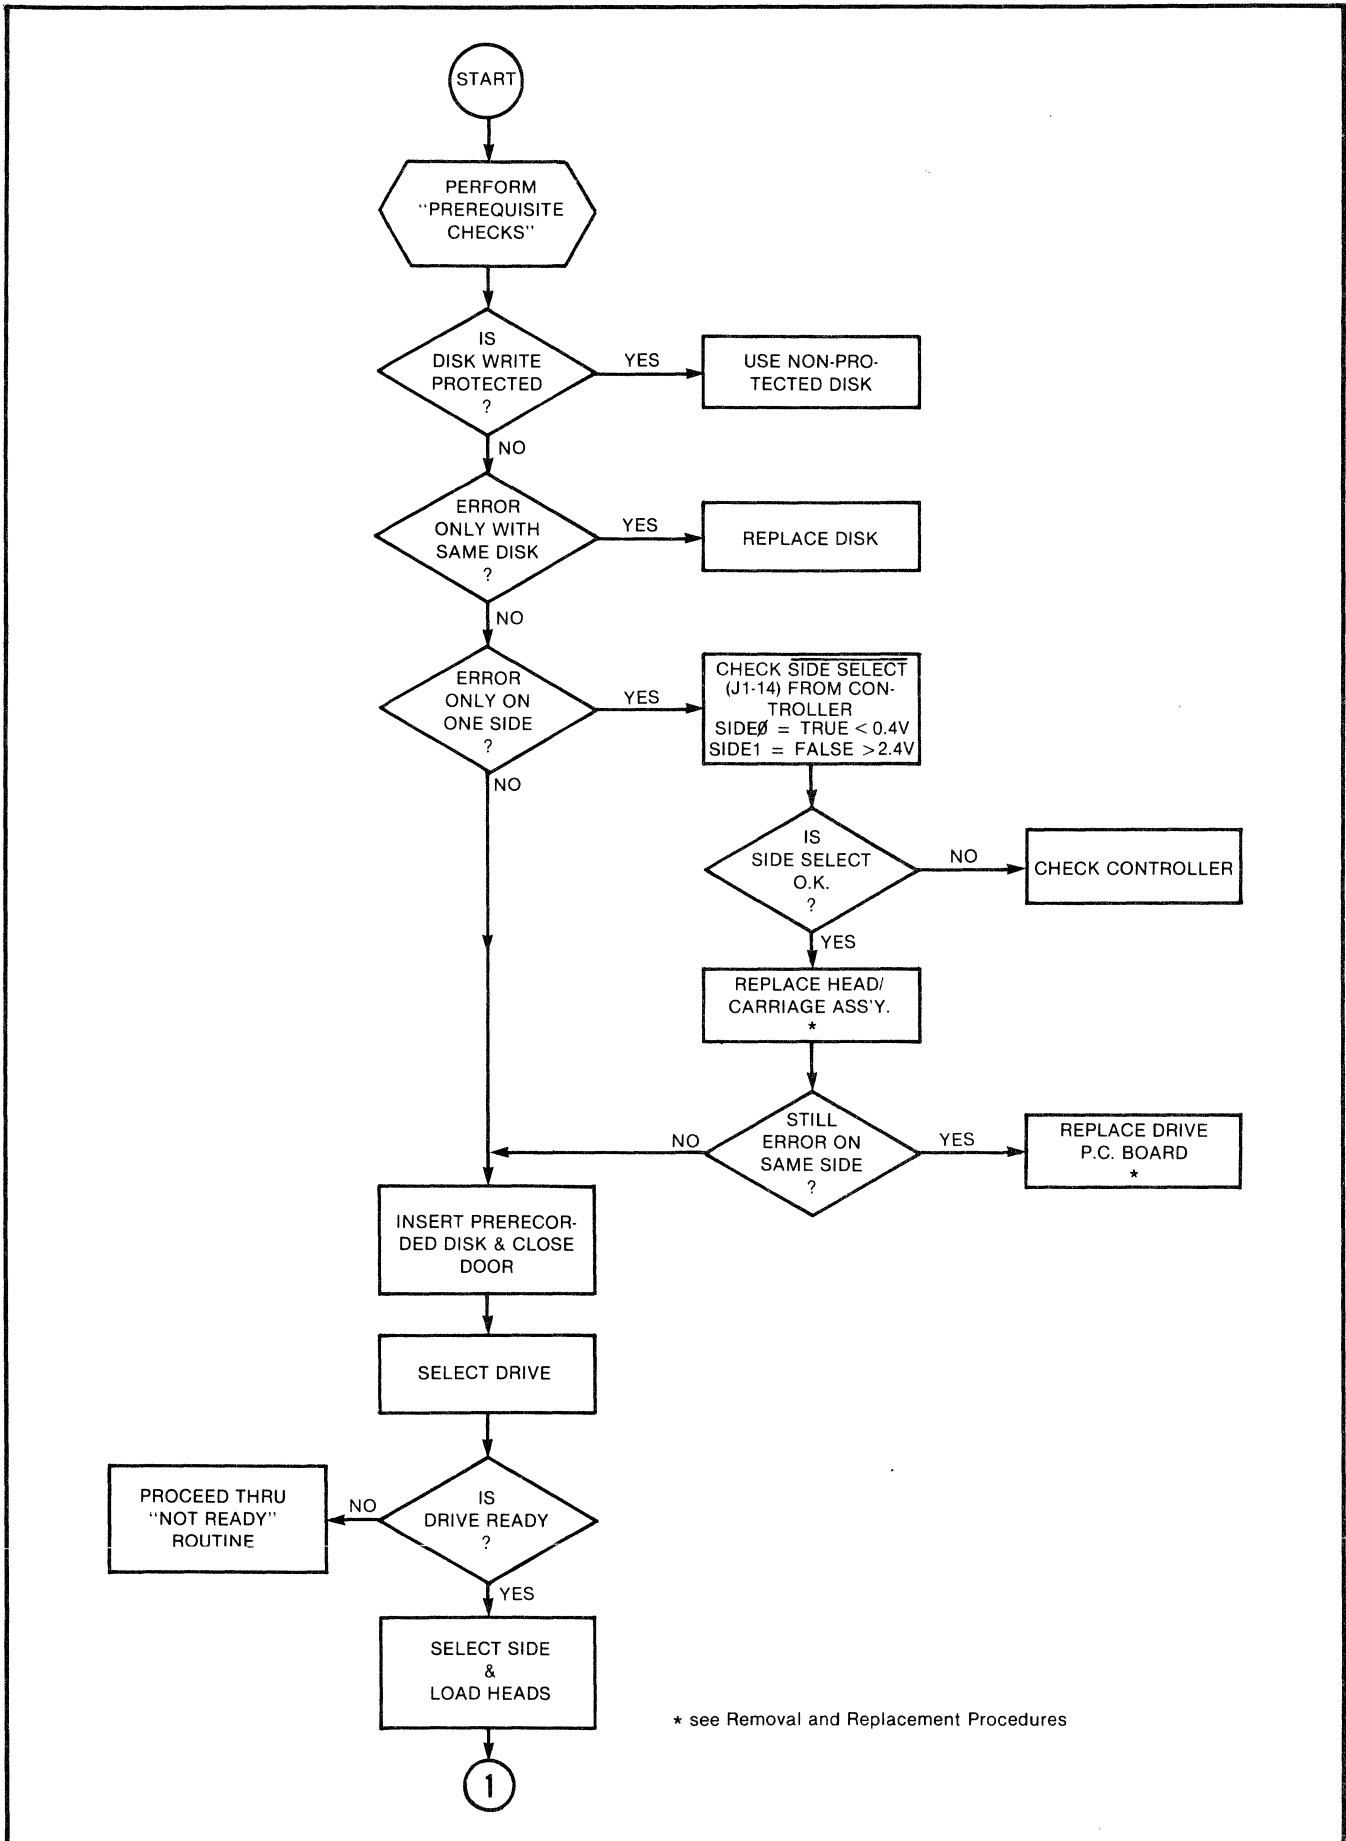 START
PERFORM
"PREREQUISITE
CHECKS"
IS
DISK WRITE
PROTECTED
?
YES
USE NON-PRO-
TECTED DISK
NO
ERROR
ONLY WITH
SAME DISK
?
YES
REPLACE DISK
NO
ERROR
ONLY ON
ONE SIDE
?
YES
CHECK SIDE SELECT
(J1-14) FROM CON-
TROLLER
SIDE0 = TRUE < 0.4V
SIDE1 = FALSE >2.4V
NO
IS
SIDE SELECT
O.K.
?
NO
CHECK CONTROLLER
YES
REPLACE HEAD/
CARRIAGE ASS'Y.
*
STILL
ERROR ON
SAME SIDE
?
NO
YES
REPLACE DRIVE
P.C. BOARD
*
INSERT PRERECOR-
DED DISK & CLOSE
DOOR
SELECT DRIVE
IS
DRIVE READY
?
NO
PROCEED THRU
"NOT READY"
ROUTINE
YES
SELECT SIDE
&
LOAD HEADS
* see Removal and Replacement Procedures
1